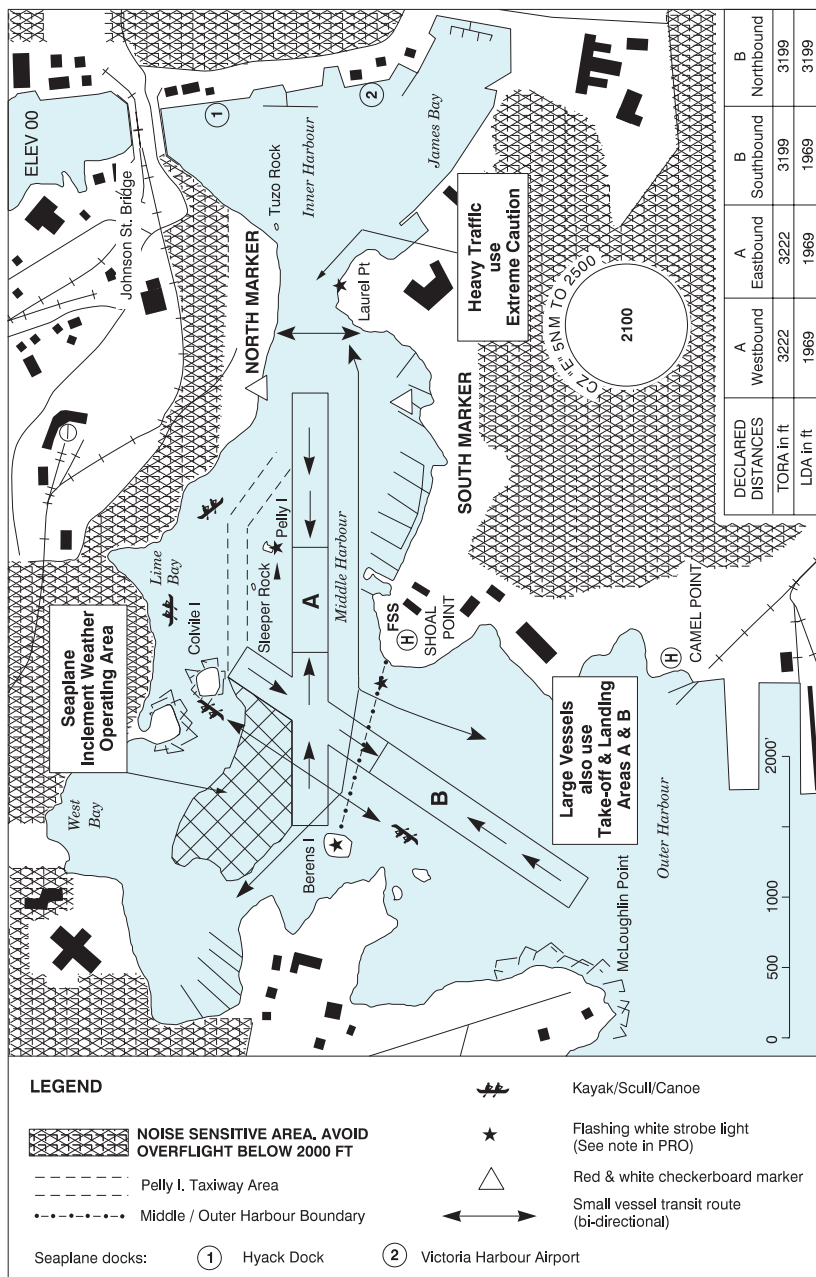 ELEV 00
Johnson St. Bridge
1
2
Tuzo Rock
Inner Harbour
James Bay
NORTH MARKER
Heavy Traffic
use
Extreme Caution
Laurel Pt
SOUTH MARKER
CZ "E" 5NM TO 2500
2100
Lime
Bay
Colvile I
Sleeper Rock
Pelly I
A
Middle Harbour
FSS
H
SHOAL
POINT
H
CAMEL POINT
Seaplane
Inclement Weather
Operating Area
West
Bay
Berens I
B
Large Vessels
also use
Take-off & Landing
Areas A & B
Outer Harbour
McLoughlin Point
0 500 1000 2000'
DECLARED DISTANCES A Westbound A Eastbound B Southbound B Northbound
TORA in ft 3222 3222 3199 3199
LDA in ft 1969 1969 1969 3199
LEGEND
NOISE SENSITIVE AREA. AVOID
OVERFLIGHT BELOW 2000 FT
Pelly I. Taxiway Area
Middle / Outer Harbour Boundary
Kayak/Scull/Canoe
Flashing white strobe light
(See note in PRO)
Red & white checkerboard marker
Small vessel transit route
(bi-directional)
Seaplane docks: 1 Hyack Dock 2 Victoria Harbour Airport